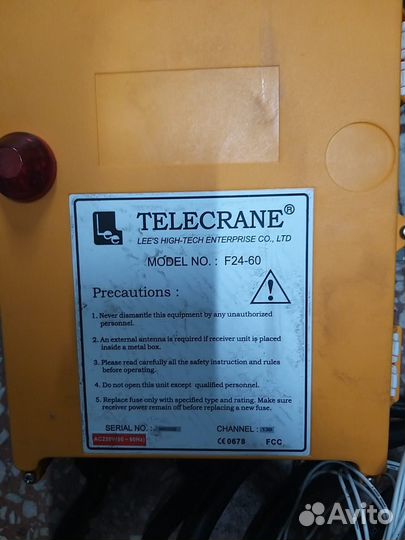 Lee
TELECRANE®
LEE'S HIGH-TECH ENTERPRISE CO., LTD
MODEL NO. : F24-60
Precautions :
1. Never dismantle this equipment by any unauthorized
personnel.
2. An external antenna is required if receiver unit is placed
inside a metal box.
3. Please read carefully all the safety instruction and rules
before operating.
4. Do not open this unit except qualified personnel.
5. Replace fuse only with specified type and rating. Make sure
receiver power remain off before replacing a new fuse.
SERIAL NO. :
CHANNEL :
AC230V(50~60Hz)
CE0678 FCC
Avito